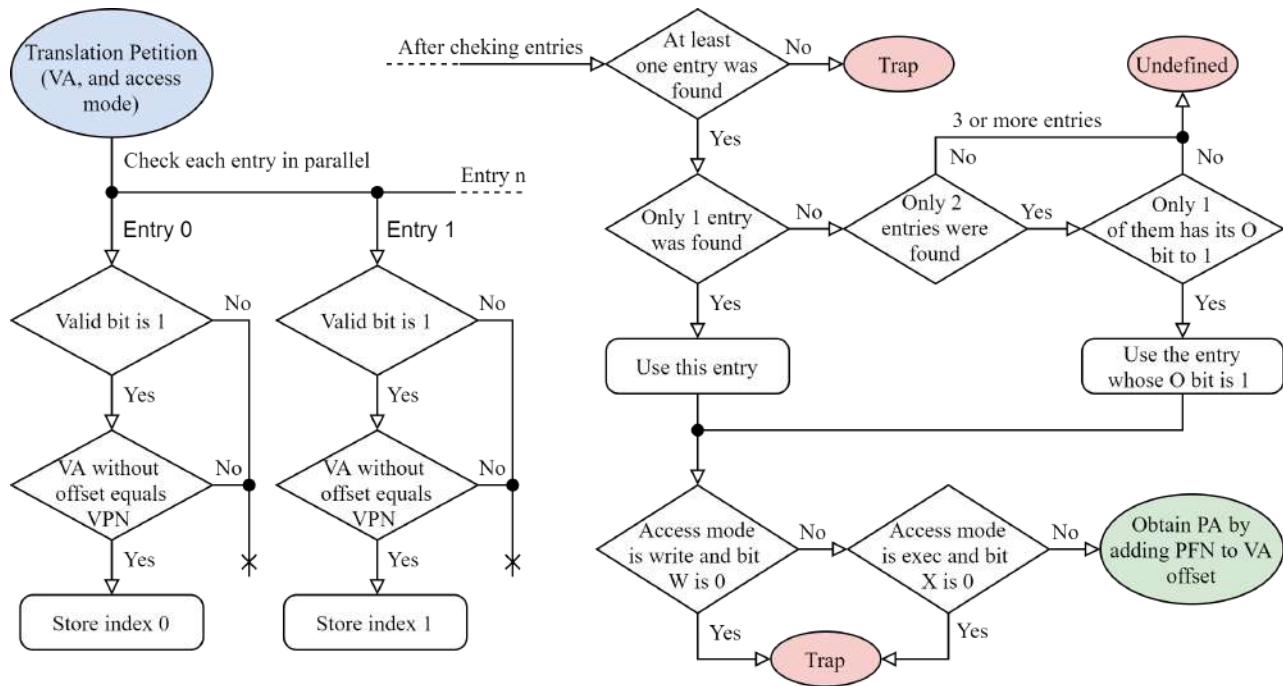 Translation Petition
(VA, and access
mode)
Check each entry in parallel
Entry n
Entry 0
Entry 1
Valid bit is 1
No
Valid bit is 1
No
Yes
Yes
VA without
offset equals
VPN
No
VA without
offset equals
VPN
No
Yes
Yes
Store index 0
Store index 1
After cheking entries
At least
one entry was
found
No
Trap
Undefined
Yes
3 or more entries
No
No
Only 1 entry
was found
No
Only 2
entries were
found
Yes
Only 1
of them has its O
bit to 1
Yes
Yes
Use this entry
Use the entry
whose O bit is 1
Access mode
is write and bit
W is 0
No
Access mode
is exec and bit
X is 0
No
Obtain PA by
adding PFN to VA
offset
Yes
Yes
Trap